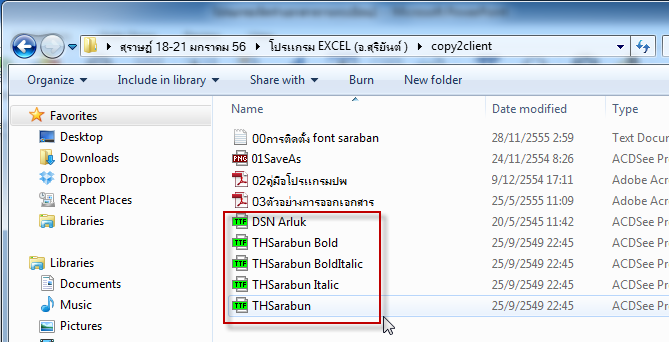 สุราษฎ์ 18-21 มกราคม 56 ▸ โปรแกรม EXCEL (อ.สุริยันต์ ) ▸ copy2client
Organize Include in library Share with Burn New folder
Favorites
Desktop
Downloads
Dropbox
Recent Places
Libraries
Libraries
Documents
Music
Pictures
Name Date modified Type
00การติดตั้ง font saraban 28/11/2555 2:59 Text Docu
01SaveAs 24/11/2554 8:26 ACDSee Pr
02คู่มือโปรแกรมปพ 9/12/2554 17:11 Adobe Acr
03ตัวอย่างการออกเอกสาร 25/5/2555 11:09 Adobe Acr
DSN Arluk 20/5/2545 11:42 ACDSee Pr
THSarabun Bold 25/9/2549 22:45 ACDSee Pr
THSarabun BoldItalic 25/9/2549 22:45 ACDSee Pr
THSarabun Italic 25/9/2549 22:45 ACDSee Pr
THSarabun 25/9/2549 22:45 ACDSee Pr